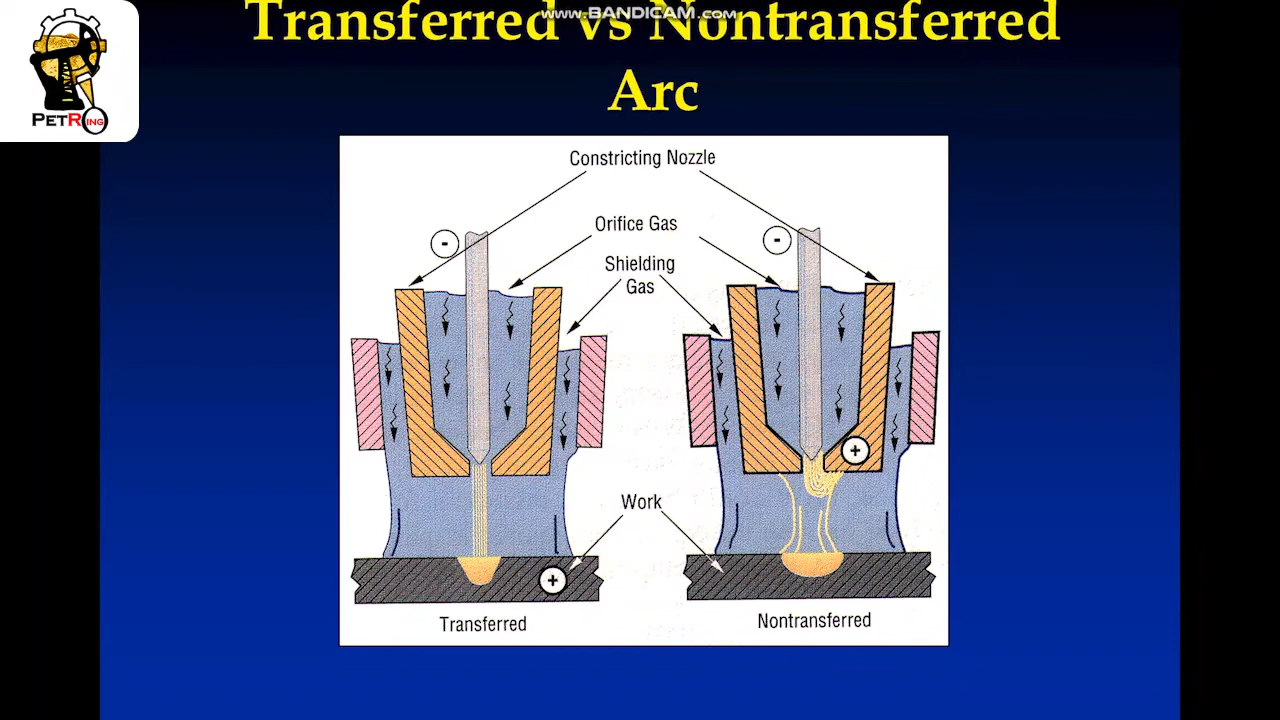 www.BANDICAM.com
Transferred vs Nontransferred
Arc
PETRING
Constricting Nozzle
Orifice Gas
Shielding
Gas
-
-
+
Work
+
Transferred
Nontransferred